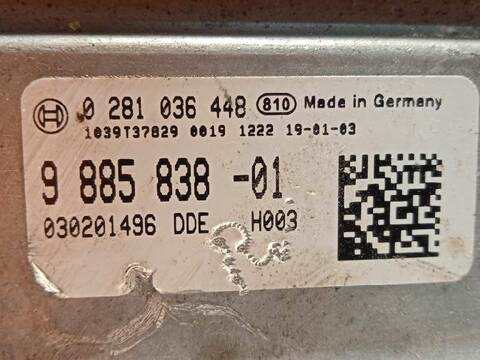 0 281 036 448 810 Made in Germany
1039T37829 0019 1222 19-01-03
9 885 838 -01
030201496 DDE H003